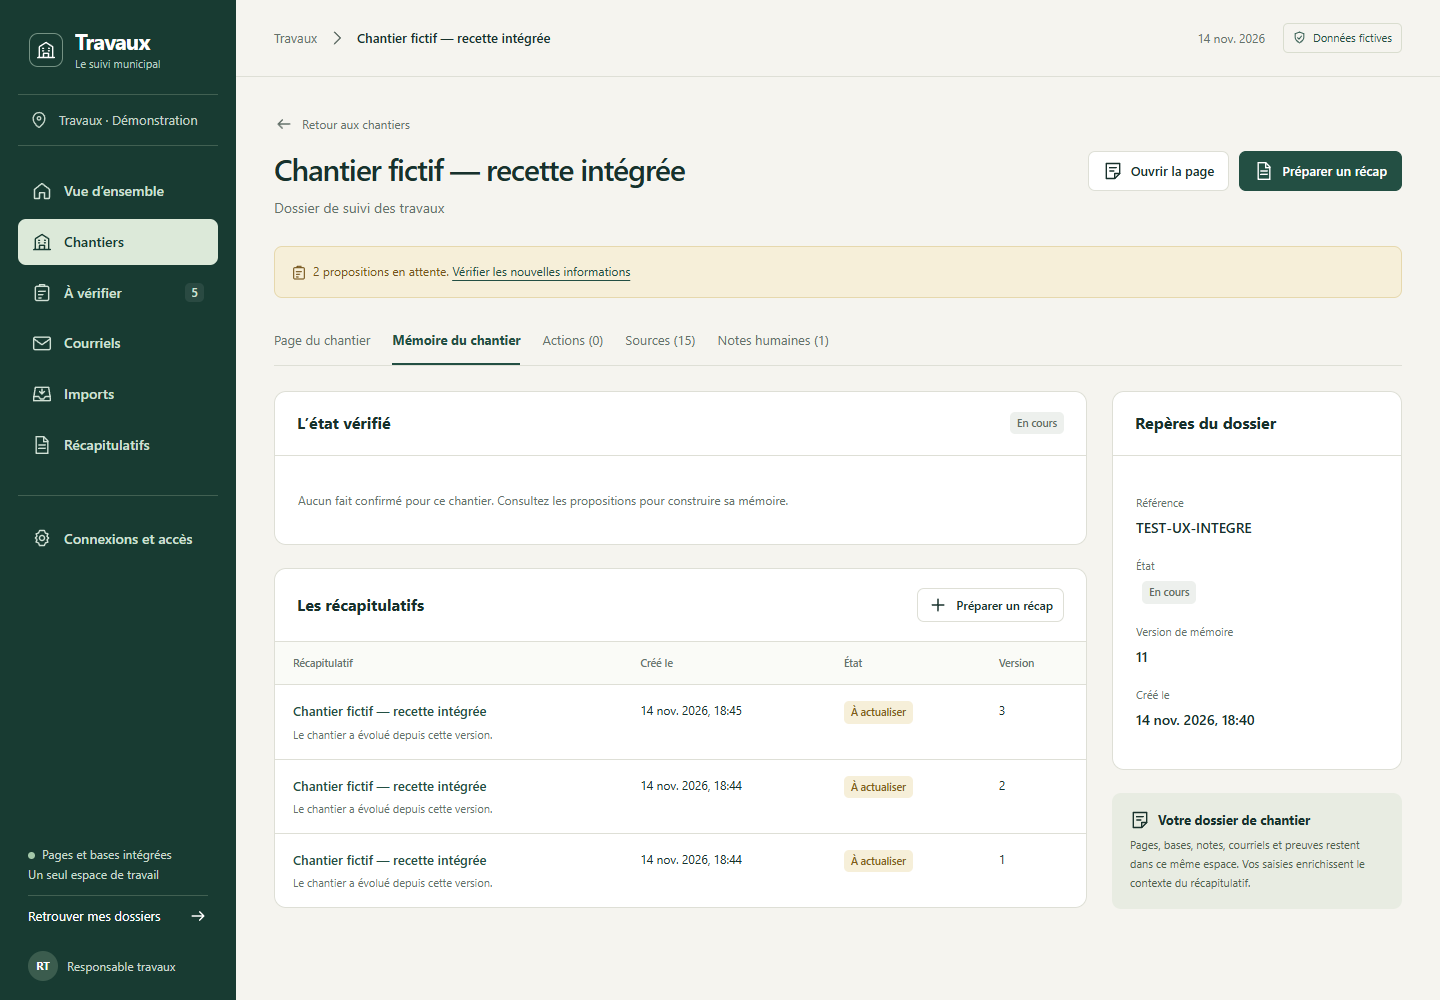 Travaux
Le suivi municipal
Travaux · Démonstration
Vue d’ensemble
Chantiers
À vérifier 5
Courriels
Imports
Récapitulatifs
Connexions et accès
Pages et bases intégrées
Un seul espace de travail
Retrouver mes dossiers
RT Responsable travaux
Travaux Chantier fictif — recette intégrée
14 nov. 2026 Données fictives
Retour aux chantiers
Chantier fictif — recette intégrée
Ouvrir la page Préparer un récap
Dossier de suivi des travaux
2 propositions en attente. Vérifier les nouvelles informations
Page du chantier Mémoire du chantier Actions (0) Sources (15) Notes humaines (1)
L’état vérifié En cours
Aucun fait confirmé pour ce chantier. Consultez les propositions pour construire sa mémoire.
Les récapitulatifs Préparer un récap
Récapitulatif Créé le État Version
Chantier fictif — recette intégrée 14 nov. 2026, 18:45 À actualiser 3
Le chantier a évolué depuis cette version.
Chantier fictif — recette intégrée 14 nov. 2026, 18:44 À actualiser 2
Le chantier a évolué depuis cette version.
Chantier fictif — recette intégrée 14 nov. 2026, 18:44 À actualiser 1
Le chantier a évolué depuis cette version.
Repères du dossier
Référence
TEST-UX-INTEGRE
État
En cours
Version de mémoire
11
Créé le
14 nov. 2026, 18:40
Votre dossier de chantier
Pages, bases, notes, courriels et preuves restent
dans ce même espace. Vos saisies enrichissent le
contexte du récapitulatif.